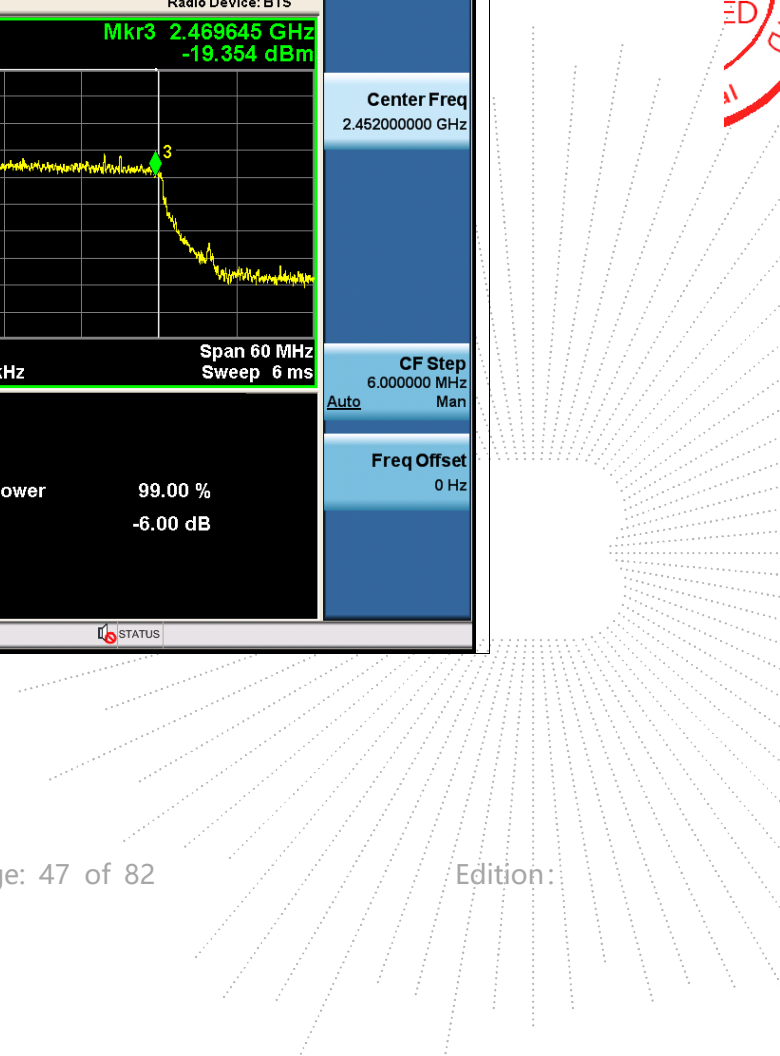 Radio Device: BTS
Mkr3 2.469645 GHz
-19.354 dBm
Center Freq
2.452000000 GHz
3
Span 60 MHz
Sweep 6 ms
CF Step
6.000000 MHz
Auto Man
Freq Offset
0 Hz
99.00 %
-6.00 dB
STATUS
47 of 82
Edition:
ED